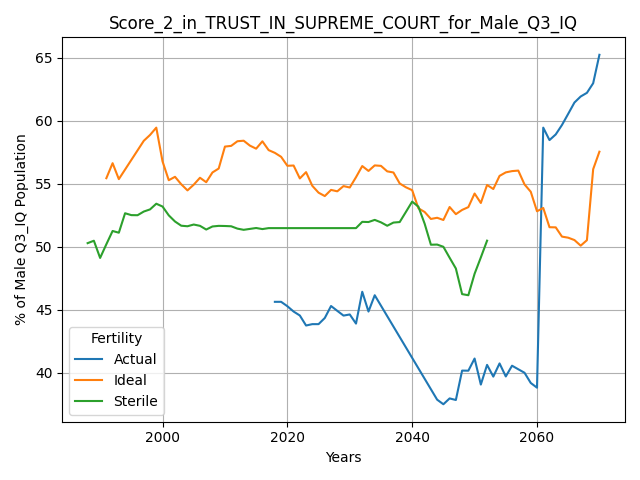 Score_2_in_TRUST_IN_SUPREME_COURT_for_Male_Q3_IQ
% of Male Q3_IQ Population
65
60
55
50
45
40
Fertility
Actual
Ideal
Sterile
2000
2020
2040
2060
Years